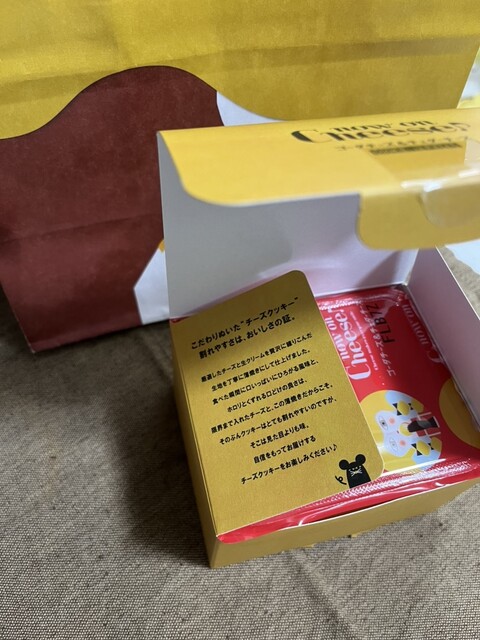 now on
Cheese♪
こだわりぬいた"チーズクッキー"
割れやすさは、おいしさの証。
厳選したチーズと生クリームを贅沢に練りこんだ
生地を丁寧に薄焼きにして仕上げました。
食べた瞬間に口いっぱいにひろがる風味と、
ホロリとくずれる口どけの良さは、
限界まで入れたチーズと、この薄焼きだからこそ。
そのぶんクッキーはとても割れやすいのですが、
そこは見た目よりも味。
自信をもってお届けする
チーズクッキーをお楽しみください♪
now on
Cheese♪
FLB72
now on